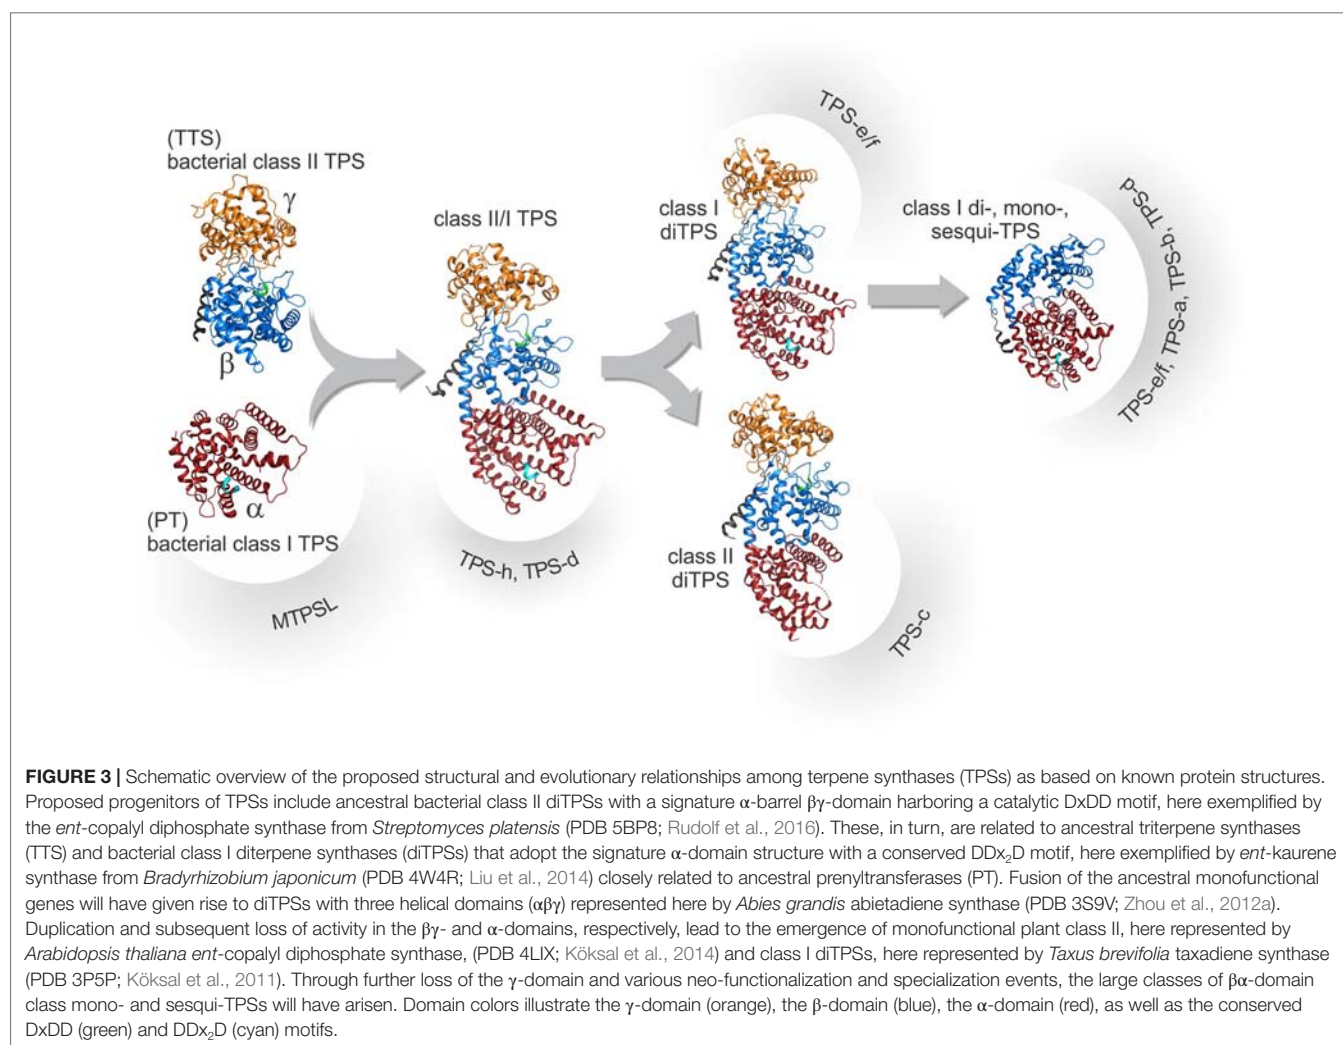 (TTS)
bacterial class II TPS
γ
β
(PT)
α
bacterial class I TPS
MTPSL
class II/I TPS
TPS-h, TPS-d
TPS-e/f
class I
diTPS
class II
diTPS
TPS-c
class I di-, mono-,
sesqui-TPS
TPS-e/f, TPS-a, TPS-b, TPS-d
FIGURE 3 | Schematic overview of the proposed structural and evolutionary relationships among terpene synthases (TPSs) as based on known protein structures.
Proposed progenitors of TPSs include ancestral bacterial class II diTPSs with a signature α-barrel βγ-domain harboring a catalytic DxDD motif, here exemplified by
the ent-copalyl diphosphate synthase from Streptomyces platensis (PDB 5BP8; Rudolf et al., 2016). These, in turn, are related to ancestral triterpene synthases
(TTS) and bacterial class I diterpene synthases (diTPSs) that adopt the signature α-domain structure with a conserved DDx₂D motif, here exemplified by ent-kaurene
synthase from Bradyrhizobium japonicum (PDB 4W4R; Liu et al., 2014) closely related to ancestral prenyltransferases (PT). Fusion of the ancestral monofunctional
genes will have given rise to diTPSs with three helical domains (αβγ) represented here by Abies grandis abietadiene synthase (PDB 3S9V; Zhou et al., 2012a).
Duplication and subsequent loss of activity in the βγ- and α-domains, respectively, lead to the emergence of monofunctional plant class II, here represented by
Arabidopsis thaliana ent-copalyl diphosphate synthase, (PDB 4LIX; Köksal et al., 2014) and class I diTPSs, here represented by Taxus brevifolia taxadiene synthase
(PDB 3P5P; Köksal et al., 2011). Through further loss of the γ-domain and various neo-functionalization and specialization events, the large classes of βα-domain
class mono- and sesqui-TPSs will have arisen. Domain colors illustrate the γ-domain (orange), the β-domain (blue), the α-domain (red), as well as the conserved
DxDD (green) and DDx₂D (cyan) motifs.